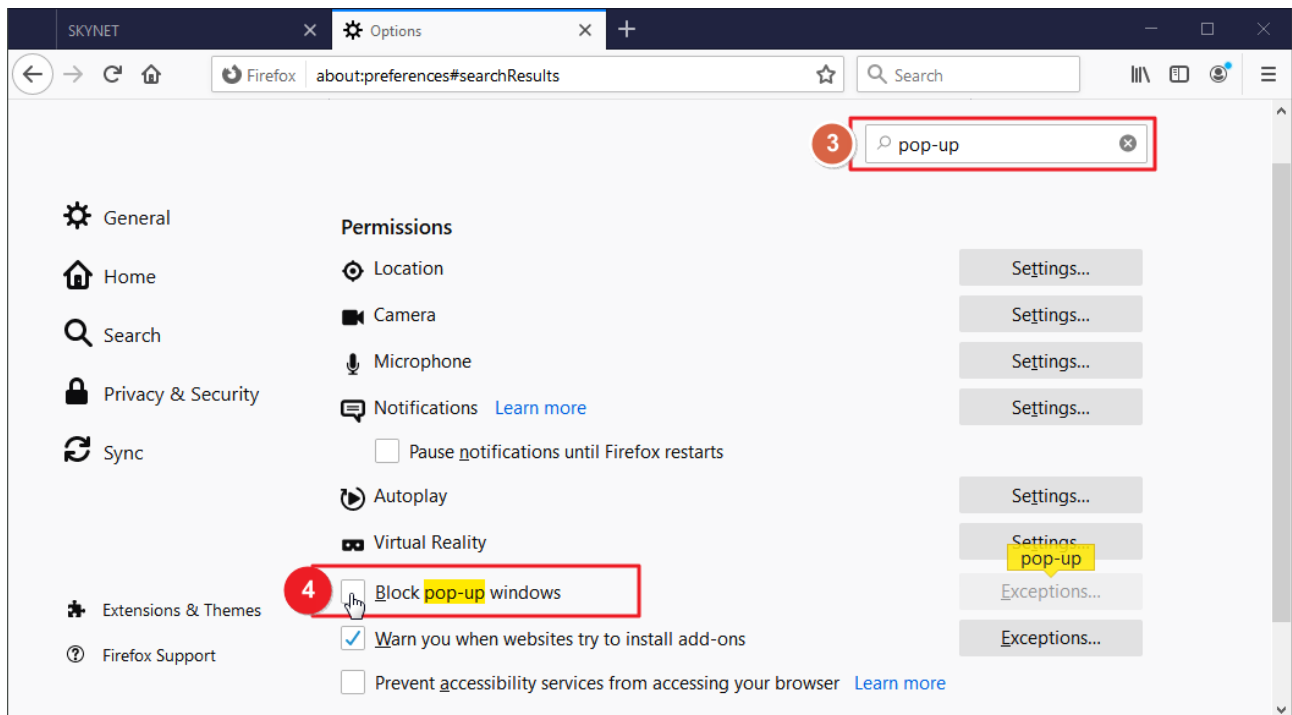 SKYNET
Options
Firefox about:preferences#searchResults
Search
3 pop-up
General
Home
Search
Privacy & Security
Sync
Extensions & Themes
Firefox Support
Permissions
Location Settings...
Camera Settings...
Microphone Settings...
Notifications Learn more Settings...
Pause notifications until Firefox restarts
Autoplay Settings...
Virtual Reality Settings...
pop-up
4 Block pop-up windows Exceptions...
Warn you when websites try to install add-ons Exceptions...
Prevent accessibility services from accessing your browser Learn more